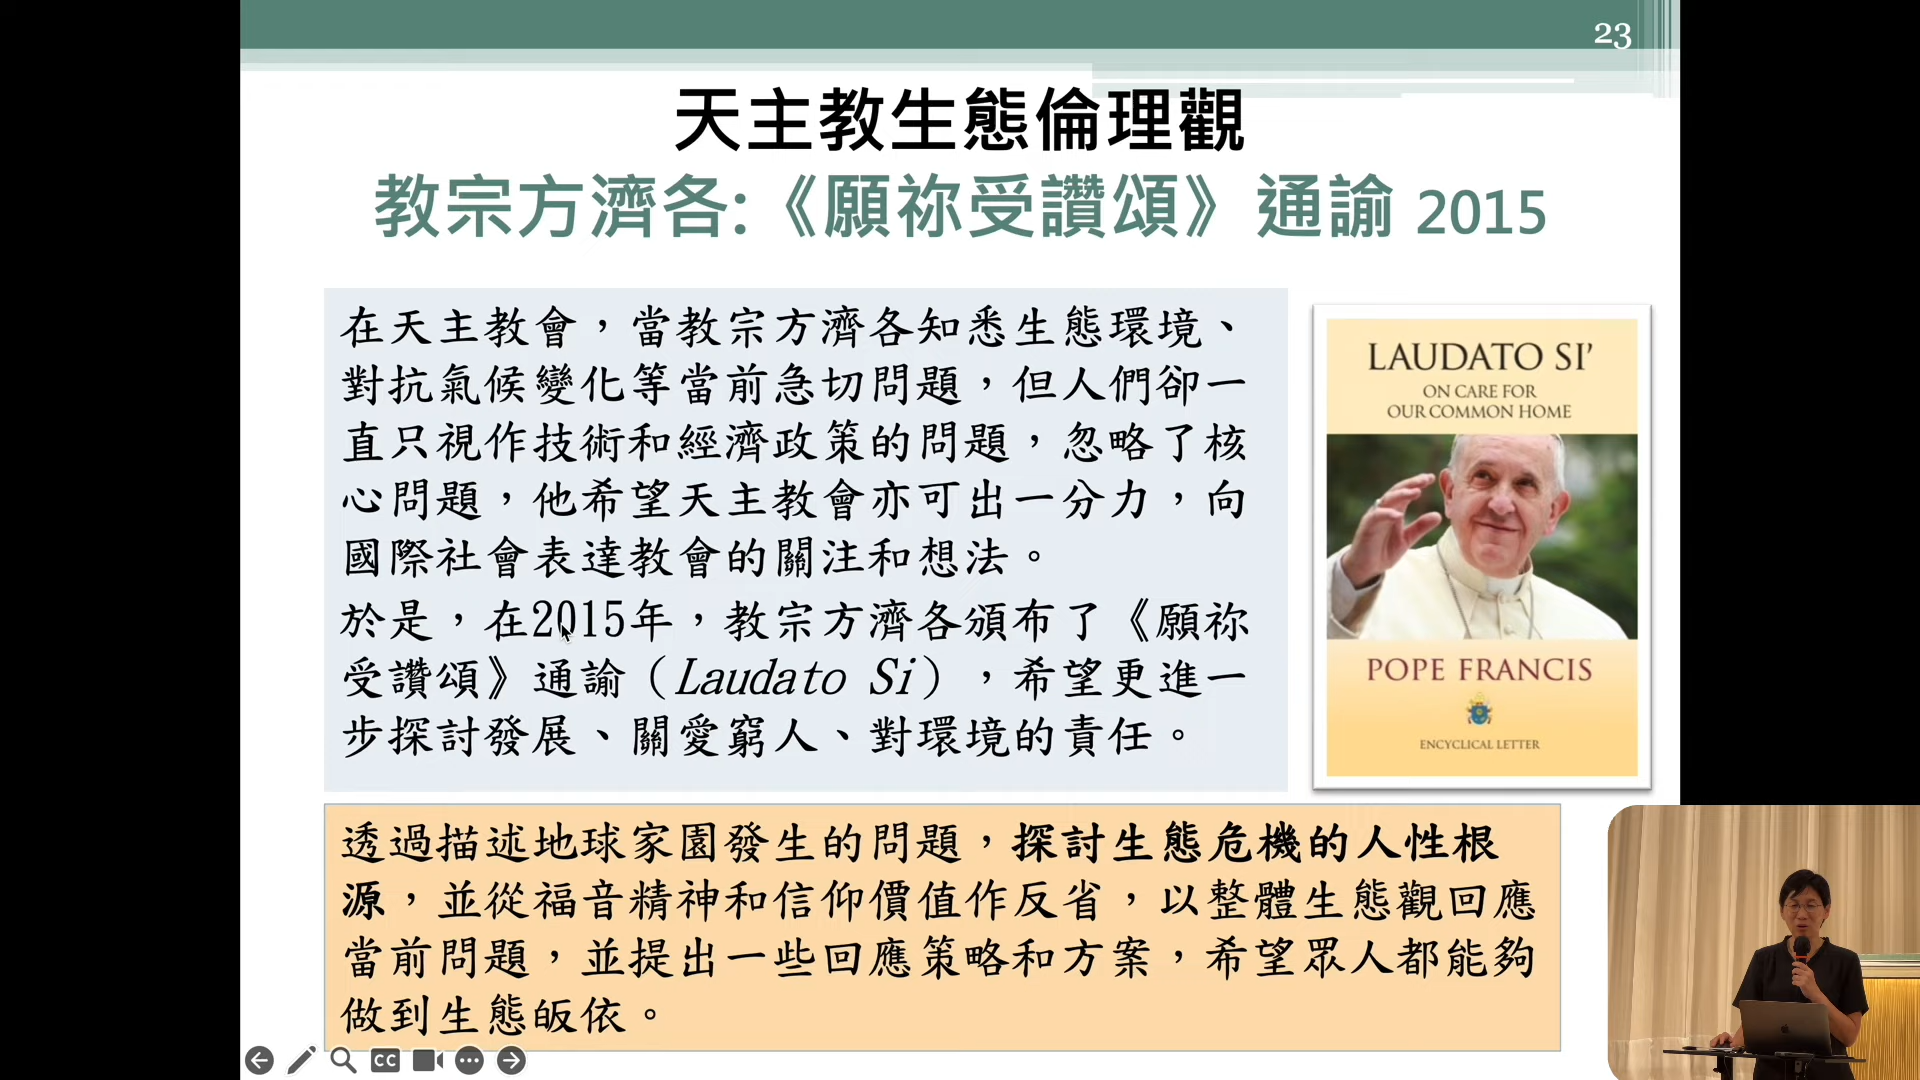 23
天主教生態倫理觀
教宗方濟各:《願祢受讚頌》通諭 2015
在天主教會，當教宗方濟各知悉生態環境、
對抗氣候變化等當前急切問題，但人們卻一
直只視作技術和經濟政策的問題，忽略了核
心問題，他希望天主教會亦可出一分力，向
國際社會表達教會的關注和想法。
於是，在2015年，教宗方濟各頒布了《願祢
受讚頌》通諭（Laudato Si），希望更進一
步探討發展、關愛窮人、對環境的責任。
LAUDATO SI’
ON CARE FOR
OUR COMMON HOME
POPE FRANCIS
ENCYCLICAL LETTER
透過描述地球家園發生的問題，探討生態危機的人性根
源，並從福音精神和信仰價值作反省，以整體生態觀回應
當前問題，並提出一些回應策略和方案，希望眾人都能夠
做到生態皈依。
CC